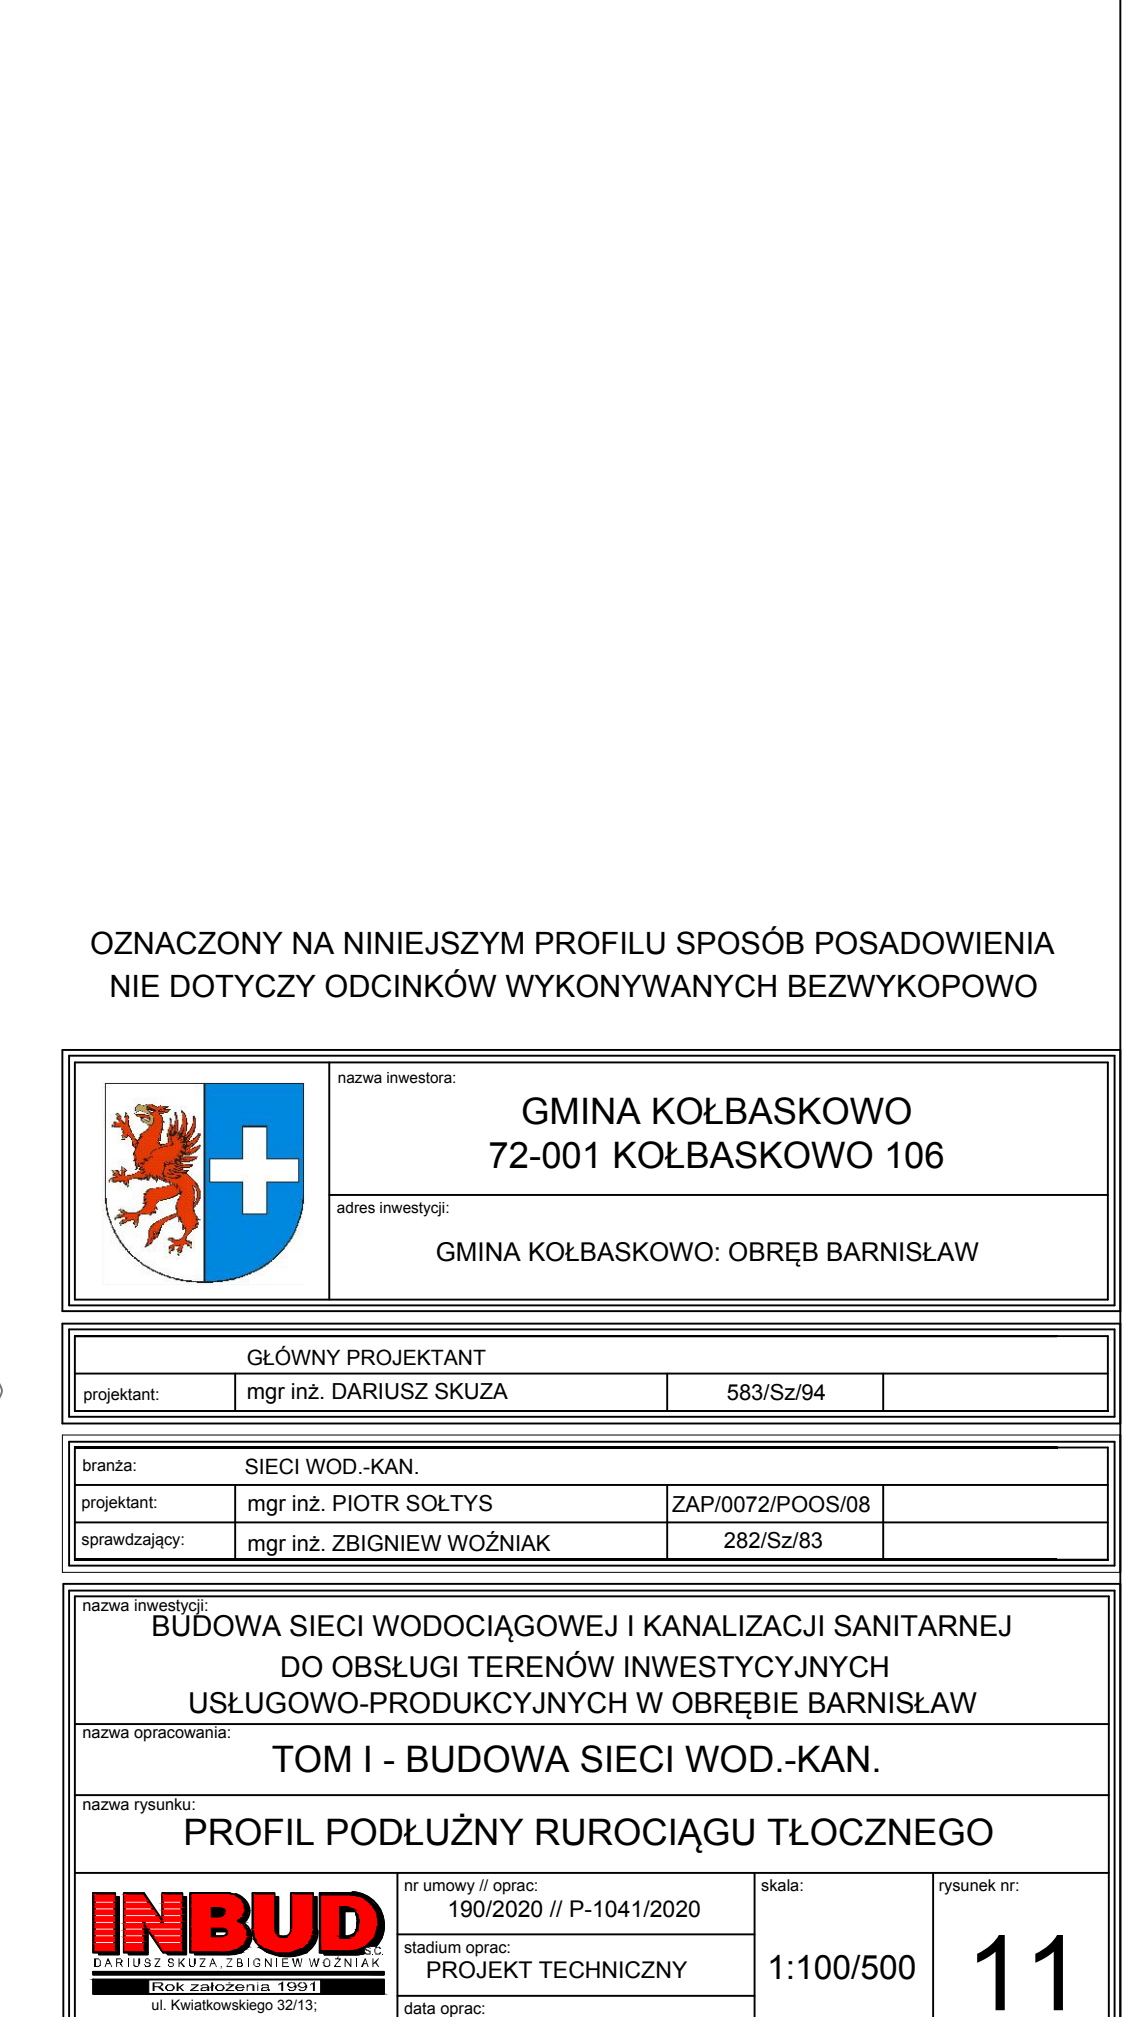 OZNACZONY NA NINIEJSZYM PROFILU SPOSÓB POSADOWIENIA
NIE DOTYCZY ODCINKÓW WYKONYWANYCH BEZWYKOPOWO
nazwa inwestora:
GMINA KOŁBASKOWO
72-001 KOŁBASKOWO 106
adres inwestycji:
GMINA KOŁBASKOWO: OBRĘB BARNISŁAW
GŁÓWNY PROJEKTANT
projektant: mgr inż. DARIUSZ SKUZA 583/Sz/94
branża: SIECI WOD.-KAN.
projektant: mgr inż. PIOTR SOŁTYS ZAP/0072/POOS/08
sprawdzający: mgr inż. ZBIGNIEW WOŹNIAK 282/Sz/83
nazwa inwestycji:
BUDOWA SIECI WODOCIĄGOWEJ I KANALIZACJI SANITARNEJ
DO OBSŁUGI TERENÓW INWESTYCYJNYCH
USŁUGOWO-PRODUKCYJNYCH W OBRĘBIE BARNISŁAW
nazwa opracowania:
TOM I - BUDOWA SIECI WOD.-KAN.
nazwa rysunku:
PROFIL PODŁUŻNY RUROCIĄGU TŁOCZNEGO
INBUD
S.C.
DARIUSZ SKUZA, ZBIGNIEW WOŹNIAK
Rok założenia 1991
ul. Kwiatkowskiego 32/13;
nr umowy // oprac:
190/2020 // P-1041/2020
stadium oprac:
PROJEKT TECHNICZNY
data oprac:
skala:
1:100/500
rysunek nr:
11